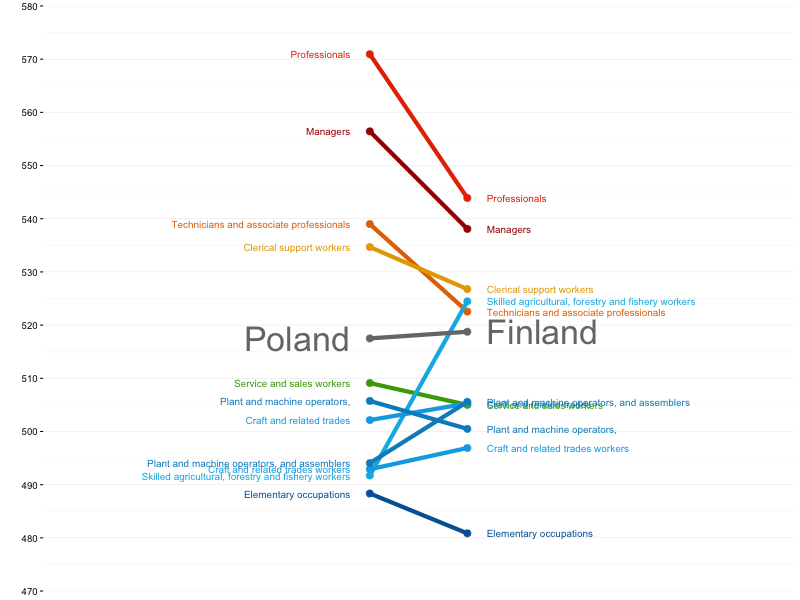 580
570
Professionals
560
Managers
550
540
Professionals
Technicians and associate professionals
Managers
Clerical support workers
530
Clerical support workers
Skilled agricultural, forestry and fishery workers
Technicians and associate professionals
520
Poland
Finland
510
Service and sales workers
Plant and machine operators,
Plant and machine operators, and assemblers
Service and sales workers
Craft and related trades
500
Plant and machine operators,
Craft and related trades workers
Plant and machine operators, and assemblers
Craft and related trades workers
Skilled agricultural, forestry and fishery workers
490
Elementary occupations
480
Elementary occupations
470